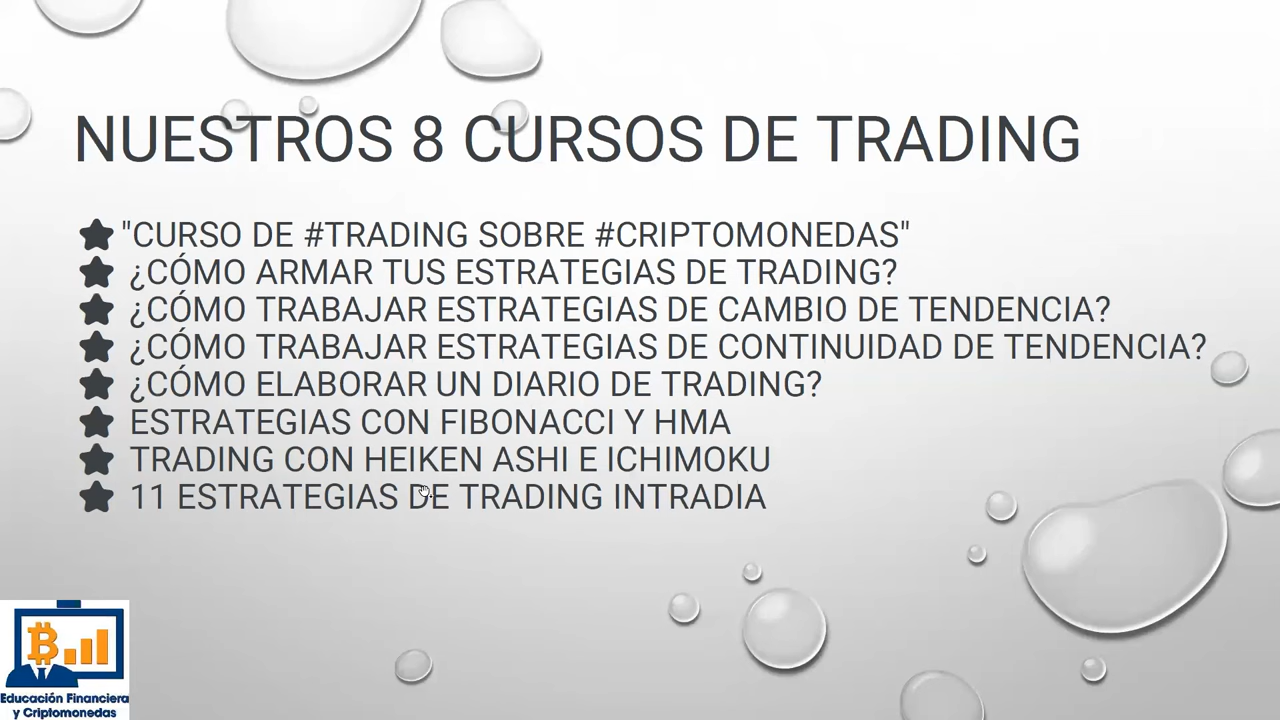 NUESTROS 8 CURSOS DE TRADING
"CURSO DE #TRADING SOBRE #CRIPTOMONEDAS"
¿CÓMO ARMAR TUS ESTRATEGIAS DE TRADING?
¿CÓMO TRABAJAR ESTRATEGIAS DE CAMBIO DE TENDENCIA?
¿CÓMO TRABAJAR ESTRATEGIAS DE CONTINUIDAD DE TENDENCIA?
¿CÓMO ELABORAR UN DIARIO DE TRADING?
ESTRATEGIAS CON FIBONACCI Y HMA
TRADING CON HEIKEN ASHI E ICHIMOKU
11 ESTRATEGIAS DE TRADING INTRADIA
Educación Financiera
y Criptomonedas